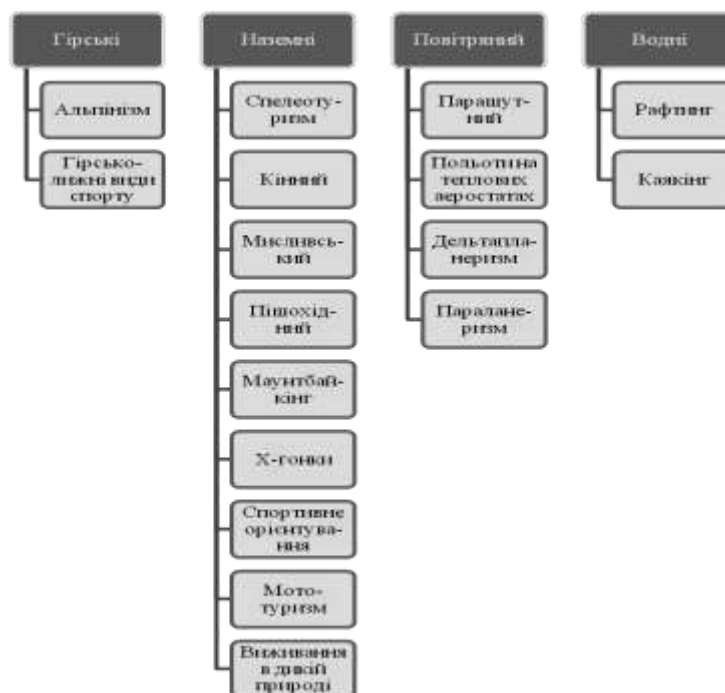 Гірські
Альпінізм
Гірсько-
лижні види
спорту
Наземні
Спелеоту-
ризм
Кінний
Мисливсь-
кий
Пішохід-
ний
Маунтбай-
кінг
Х-гонки
Спортивне
орієнтува-
ння
Мото-
туризм
Виживання
в дикій
природі
Повітряний
Парашут-
ний
Польоти на
теплових
аеростатах
Дельтапла-
неризм
Параплане-
ризм
Водні
Рафтинг
Каякінг